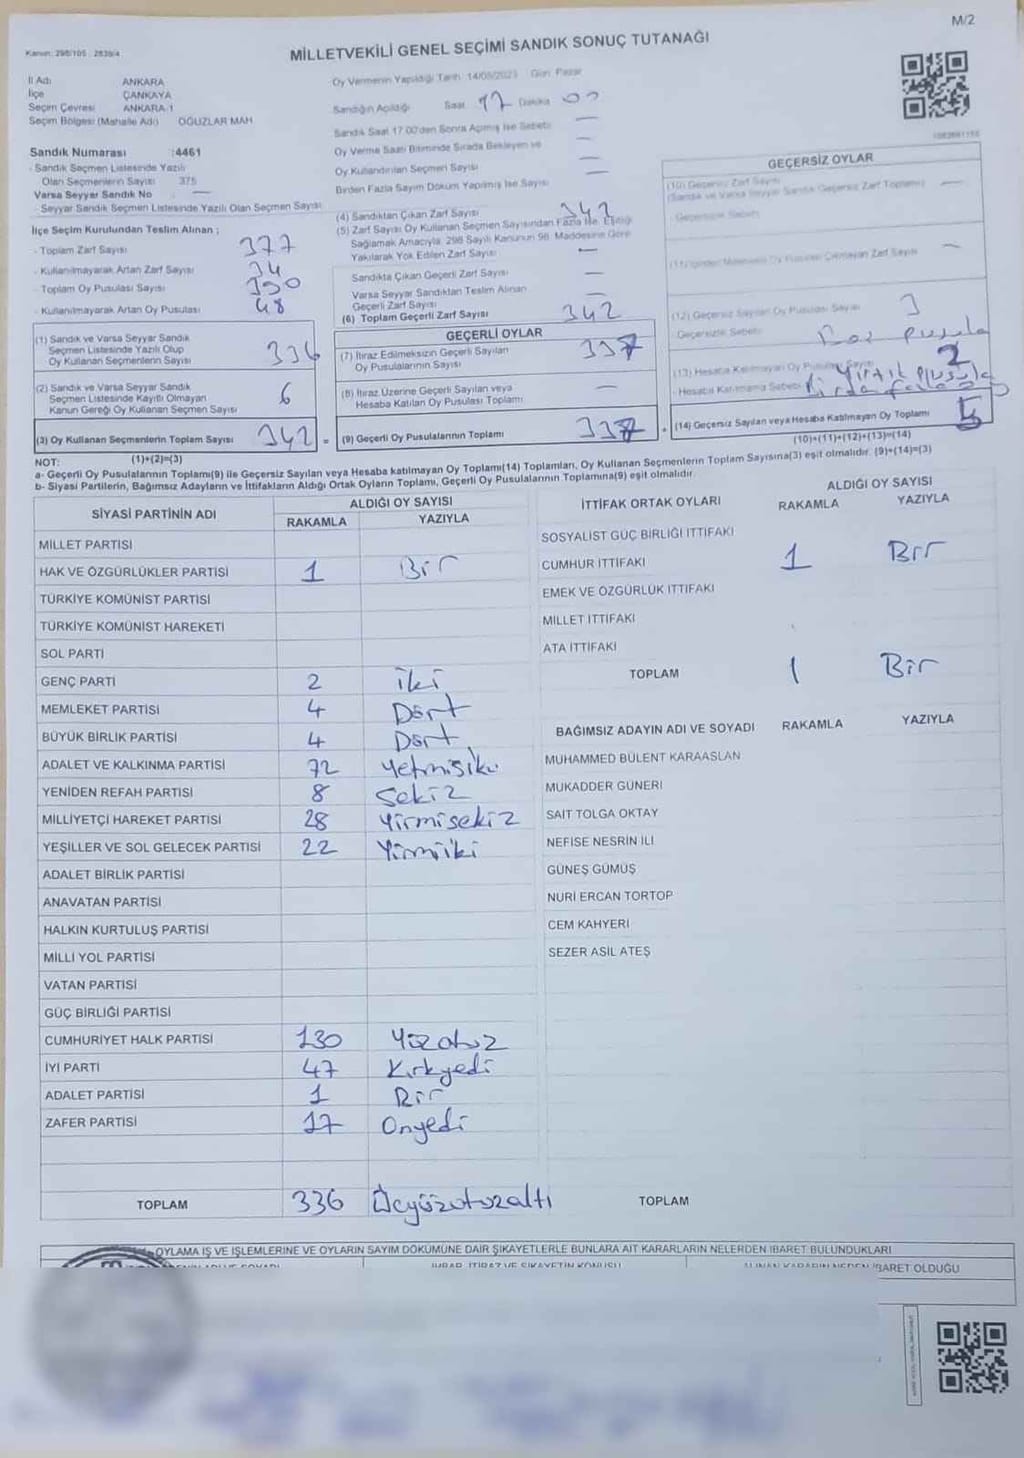 M/2
Kanun: 298/105 2839/4
MİLLETVEKİLİ GENEL SEÇİMİ SANDIK SONUÇ TUTANAĞI
İl Adı ANKARA
İlçe ÇANKAYA
Seçim Çevresi ANKARA 1
Seçim Bölgesi (Mahalle Adı) OĞUZLAR MAH
Sandık Numarası :4461
- Sandık Seçmen Listesinde Yazılı
Olan Seçmenlerin Sayısı 375
Varsa Seyyar Sandık No —
- Seyyar Sandık Seçmen Listesinde Yazılı Olan Seçmen Sayısı
İlçe Seçim Kurulundan Teslim Alınan ;
- Toplam Zarf Sayısı 377
- Kullanılmayarak Artan Zarf Sayısı 34
- Toplam Oy Pusulası Sayısı 390
- Kullanılmayarak Artan Oy Pusulası 48
(1) Sandık ve Varsa Seyyar Sandık
Seçmen Listesinde Yazılı Olup
Oy Kullanan Seçmenlerin Sayısı 336
(2) Sandık ve Varsa Seyyar Sandık
Seçmen Listesinde Kayıtlı Olmayan
Kanun Gereği Oy Kullanan Seçmen Sayısı 6
(3) Oy Kullanan Seçmenlerin Toplam Sayısı 342 =
(1)+(2)=(3)
Oy Vermenin Yapıldığı Tarih 14/05/2023 Gün Pazar
Sandığın Açıldığı Saat 17 Dakika 00
Sandık Saat 17.00'den Sonra Açmış İse Sebebi —
Oy Verme Saati Bitiminde Sırada Bekleyen ve
Oy Kullandırılan Seçmen Sayısı —
Birden Fazla Sayım Döküm Yapılmış İse Sayısı —
(4) Sandıktan Çıkan Zarf Sayısı 342
(5) Zarf Sayısı Oy Kullanan Seçmen Sayısından Fazla İse, Eşitliği
Sağlamak Amacıyla, 298 Sayılı Kanunun 98. Maddesine Göre
Yakılarak Yok Edilen Zarf Sayısı —
Sandıkta Çıkan Geçerli Zarf Sayısı —
Varsa Seyyar Sandıktan Teslim Alınan
Geçerli Zarf Sayısı —
(6) Toplam Geçerli Zarf Sayısı 342
GEÇERLİ OYLAR
(7) İtiraz Edilmeksizin Geçerli Sayılan
Oy Pusulalarının Sayısı 337
(8) İtiraz Üzerine Geçerli Sayılan veya
Hesaba Katılan Oy Pusulası Toplamı —
(9) Geçerli Oy Pusulalarının Toplamı 337
GEÇERSİZ OYLAR
(10) Geçersiz Zarf Sayısı
(Sandık ve Varsa Seyyar Sandık Geçersiz Zarf Toplamı) —
- Geçersizlik Sebebi
Zarf Sayısı —
(12) Geçersiz Sayılan Oy Pusulası Sayısı 3
Geçersizlik Sebebi Boş pusula
(13) Hesaba Katılmayan Oy Pusulası Sayısı 2
Hesaba Katılmama Sebebi Yırtık
(14) Geçersiz Sayılan veya Hesaba Katılmayan Oy Toplamı 5
(10)+(11)+(12)+(13)=(14)
NOT:
a- Geçerli Oy Pusulalarının Toplamı(9) ile Geçersiz Sayılan veya Hesaba katılmayan Oy Toplamı(14) Toplamları, Oy Kullanan Seçmenlerin Toplam Sayısına(3) eşit olmalıdır. (9)+(14)=(3)
b- Siyasi Partilerin, Bağımsız Adayların ve İttifakların Aldığı Ortak Oyların Toplamı, Geçerli Oy Pusulalarının Toplamına(9) eşit olmalıdır.
SİYASİ PARTİNİN ADI ALDIĞI OY SAYISI
RAKAMLA YAZIYLA
MİLLET PARTİSİ
HAK VE ÖZGÜRLÜKLER PARTİSİ 1 Bir
TÜRKİYE KOMÜNİST PARTİSİ
TÜRKİYE KOMÜNİST HAREKETİ
SOL PARTİ
GENÇ PARTİ 2 iki
MEMLEKET PARTİSİ 4 Dört
BÜYÜK BİRLİK PARTİSİ 4 Dört
ADALET VE KALKINMA PARTİSİ 72 Yetmişiki
YENİDEN REFAH PARTİSİ 8 Sekiz
MİLLİYETÇİ HAREKET PARTİSİ 28 Yirmisekiz
YEŞİLLER VE SOL GELECEK PARTİSİ 22 Yirmiiki
ADALET BİRLİK PARTİSİ
ANAVATAN PARTİSİ
HALKIN KURTULUŞ PARTİSİ
MİLLİ YOL PARTİSİ
VATAN PARTİSİ
GÜÇ BİRLİĞİ PARTİSİ
CUMHURİYET HALK PARTİSİ 130 Yüzotuz
İYİ PARTİ 47 Kırkyedi
ADALET PARTİSİ 1 Bir
ZAFER PARTİSİ 17 Onyedi
TOPLAM 336 Üçyüzotuzaltı
İTTİFAK ORTAK OYLARI ALDIĞI OY SAYISI
RAKAMLA YAZIYLA
SOSYALİST GÜÇ BİRLİĞİ İTTİFAKI
CUMHUR İTTİFAKI 1 Bir
EMEK VE ÖZGÜRLÜK İTTİFAKI
MİLLET İTTİFAKI
ATA İTTİFAKI
TOPLAM 1 Bir
BAĞIMSIZ ADAYIN ADI VE SOYADI RAKAMLA YAZIYLA
MUHAMMED BÜLENT KARAASLAN
MUKADDER GÜNERİ
SAİT TOLGA OKTAY
NEFİSE NESRİN İLİ
GÜNEŞ GÜMÜŞ
NURİ ERCAN TORTOP
CEM KAHYERİ
SEZER ASIL ATEŞ
TOPLAM
OYLAMA İŞ VE İŞLEMLERİNE VE OYLARIN SAYIM DÖKÜMÜNE DAİR ŞİKAYETLERLE BUNLARA AİT KARARLARIN NELERDEN İBARET BULUNDUKLARI
İBARET OLDUĞU